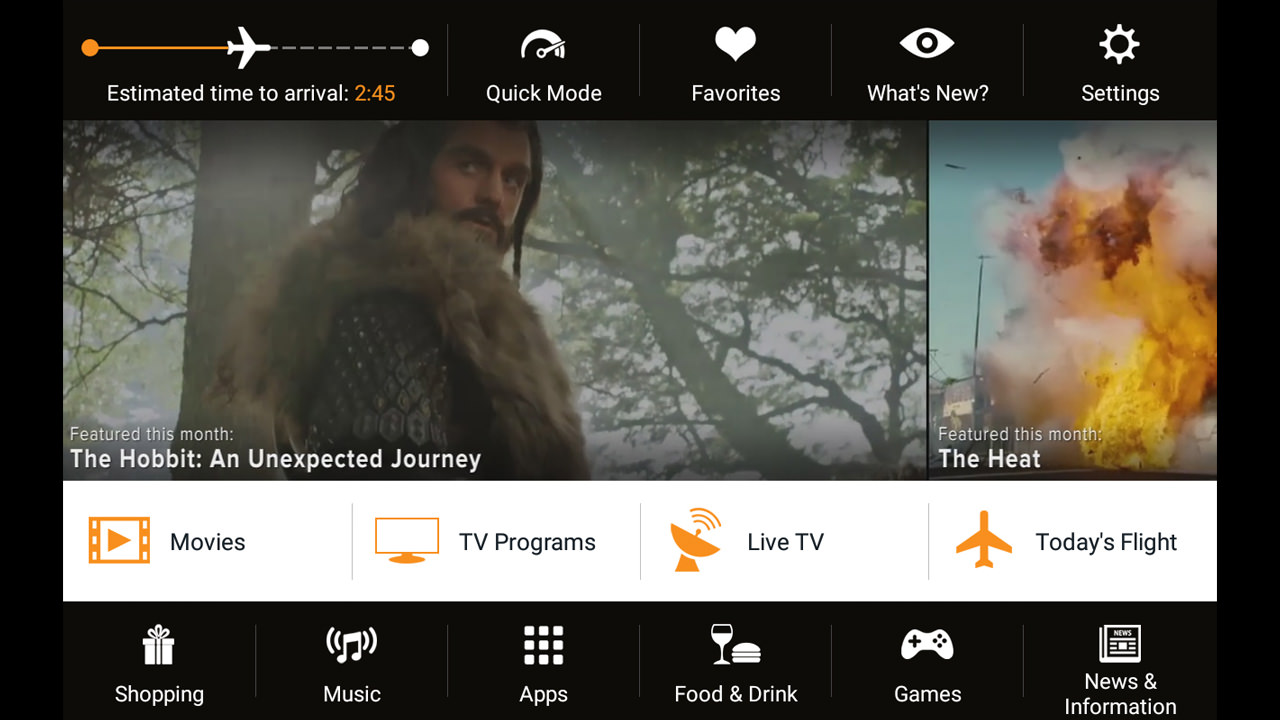 Estimated time to arrival: 2:45
Quick Mode
Favorites
What's New?
Settings
Featured this month:
The Hobbit: An Unexpected Journey
Featured this month:
The Heat
Movies
TV Programs
Live TV
Today's Flight
Shopping
Music
Apps
Food & Drink
Games
NEWS
News &
Information